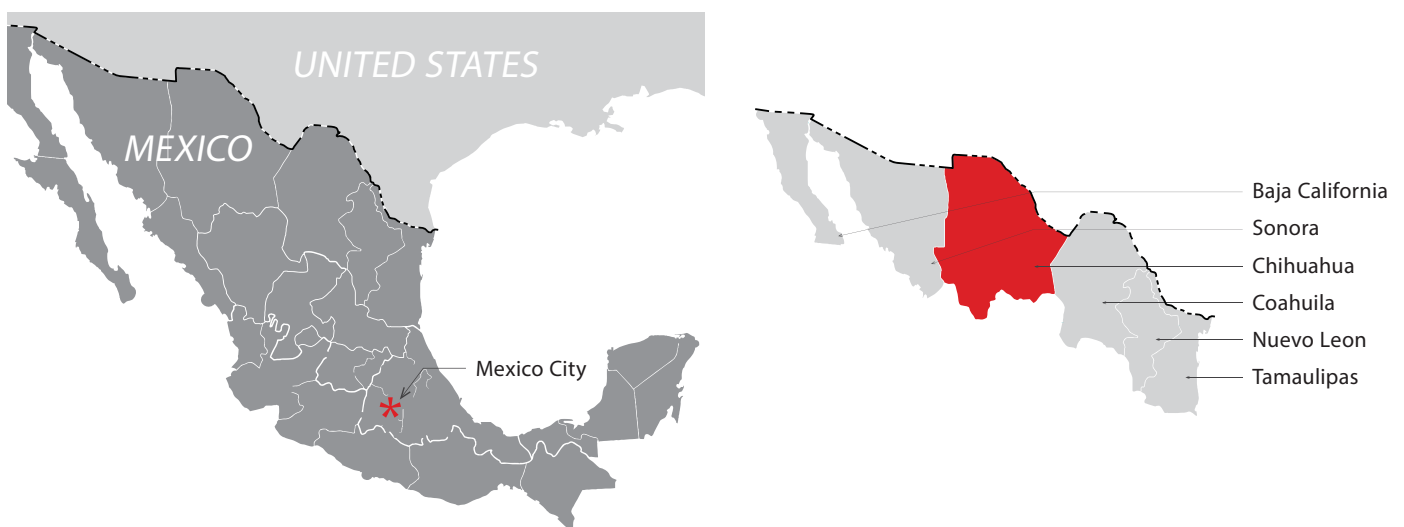 UNITED STATES
MEXICO
Mexico City
Baja California
Sonora
Chihuahua
Coahuila
Nuevo Leon
Tamaulipas